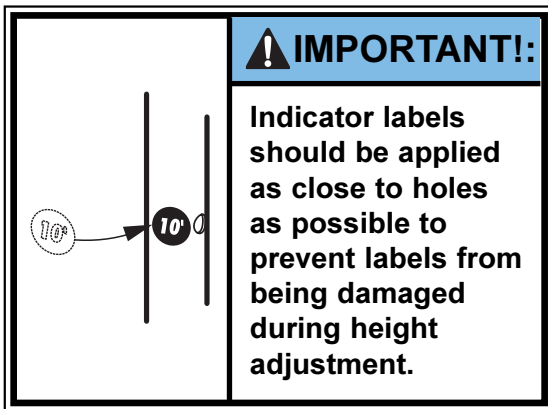 IMPORTANT!:
Indicator labels
should be applied
as close to holes
as possible to
prevent labels from
being damaged
during height
adjustment.
10'
10'